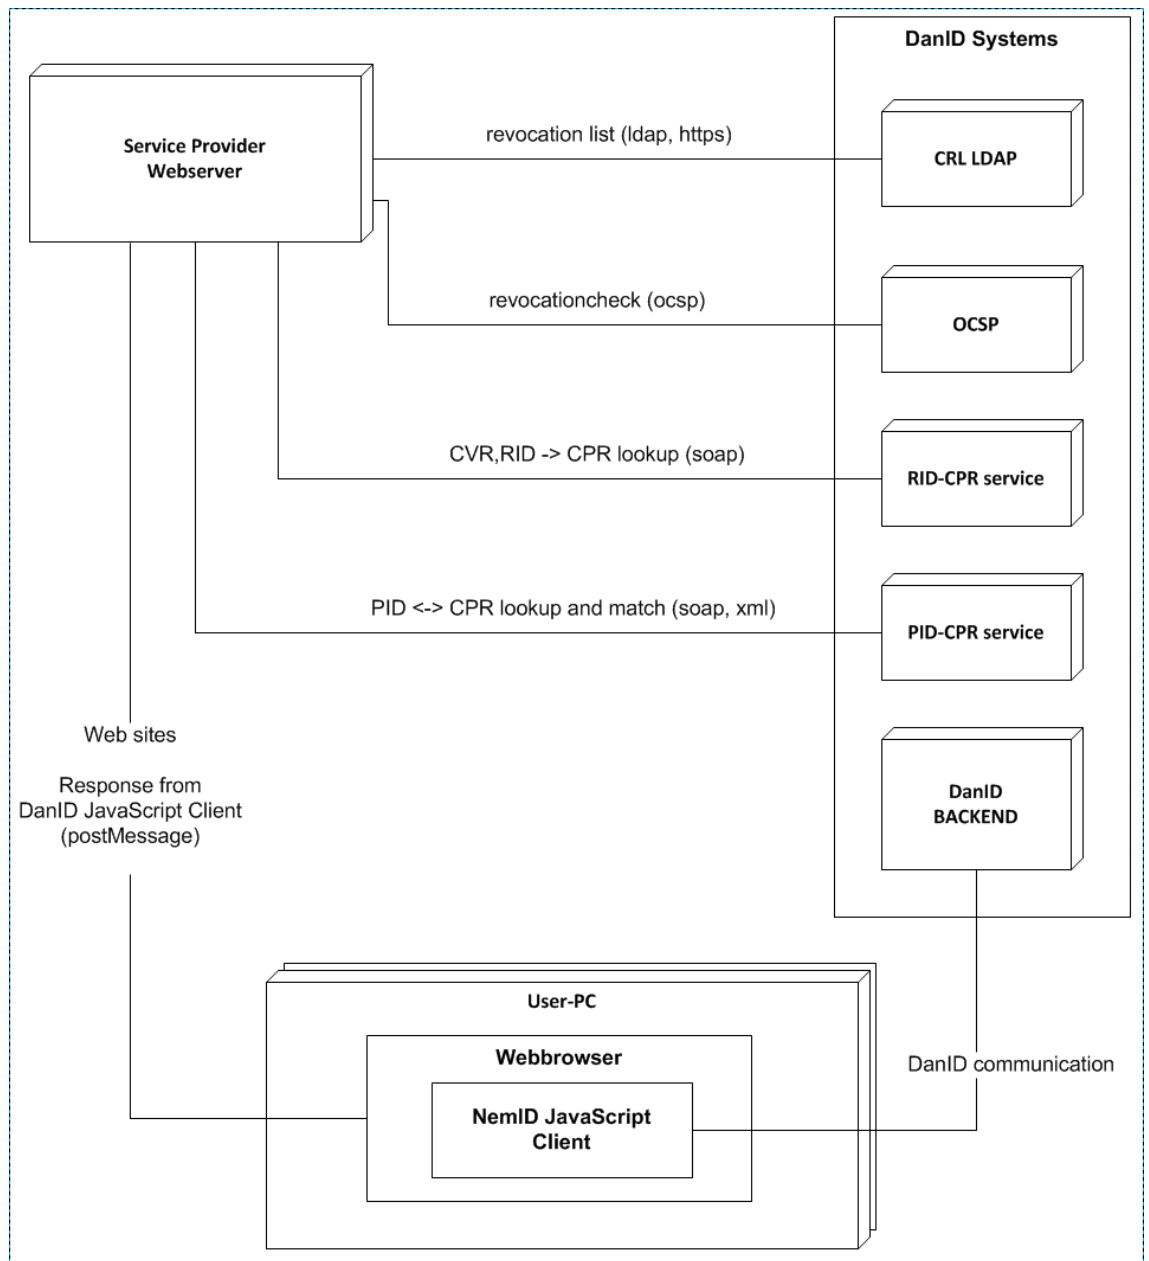 DanID Systems
Service Provider
Webserver
revocation list (ldap, https)
CRL LDAP
revocationcheck (ocsp)
OCSP
CVR,RID -> CPR lookup (soap)
RID-CPR service
PID <-> CPR lookup and match (soap, xml)
PID-CPR service
Web sites
Response from
DanID JavaScript Client
(postMessage)
DanID
BACKEND
User-PC
Webbrowser
NemID JavaScript
Client
DanID communication